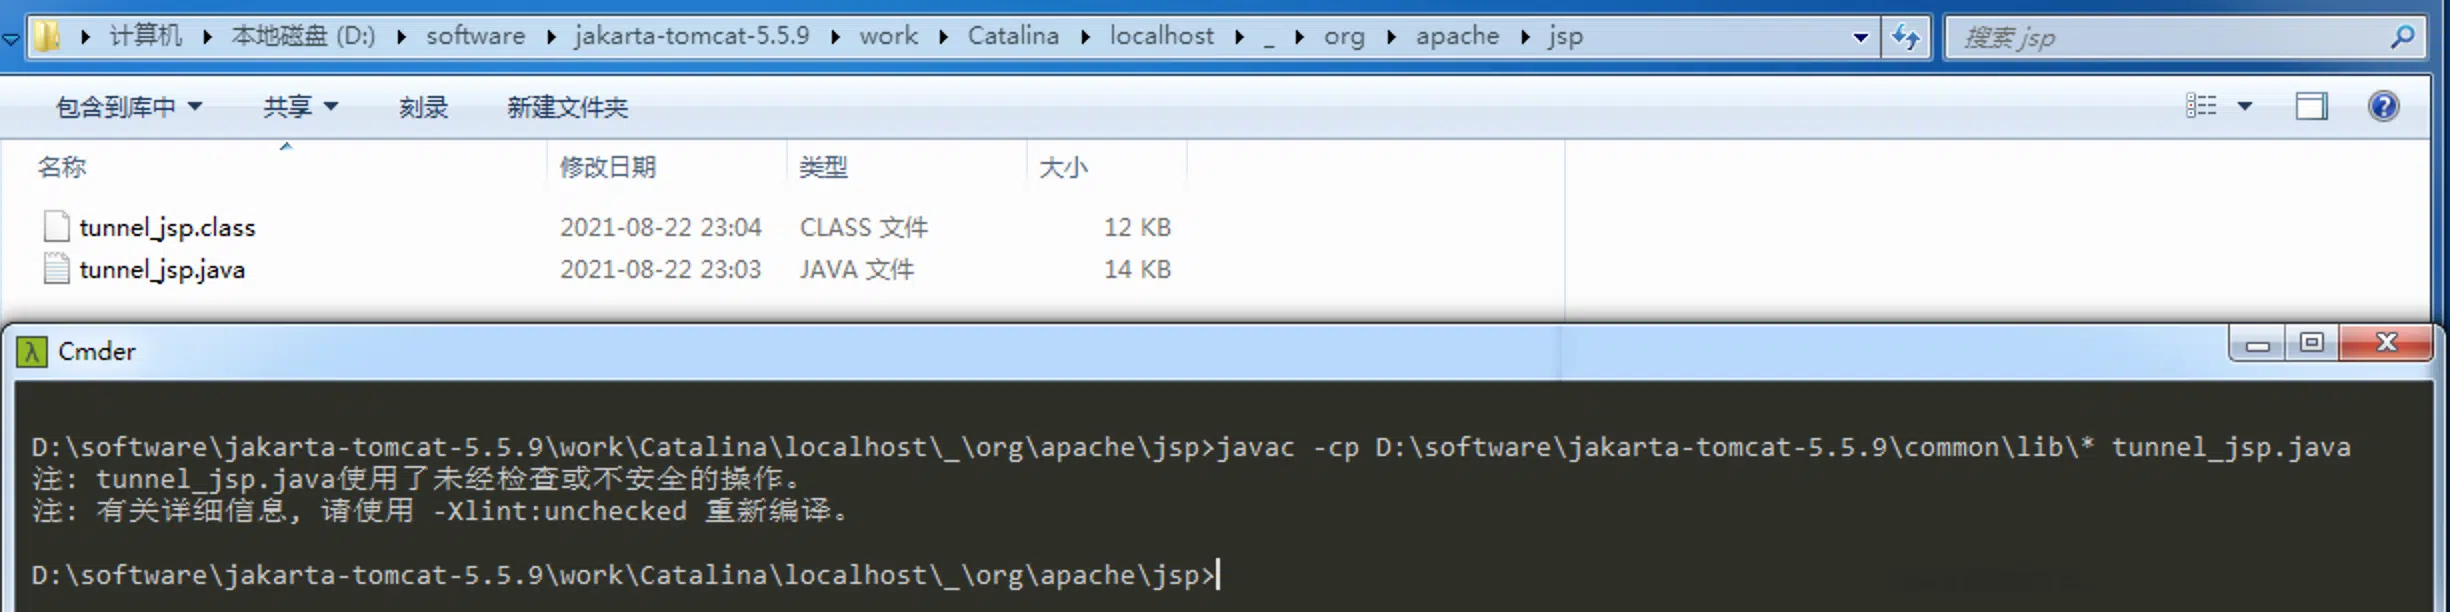 计算机 本地磁盘 (D:) software jakarta-tomcat-5.5.9 work Catalina localhost _ org apache jsp 搜索 jsp
包含到库中 共享 刻录 新建文件夹
名称 修改日期 类型 大小
tunnel_jsp.class 2021-08-22 23:04 CLASS 文件 12 KB
tunnel_jsp.java 2021-08-22 23:03 JAVA 文件 14 KB
λ Cmder
D:\software\jakarta-tomcat-5.5.9\work\Catalina\localhost\_\org\apache\jsp>javac -cp D:\software\jakarta-tomcat-5.5.9\common\lib\* tunnel_jsp.java
注: tunnel_jsp.java使用了未经检查或不安全的操作。
注: 有关详细信息, 请使用 -Xlint:unchecked 重新编译。
D:\software\jakarta-tomcat-5.5.9\work\Catalina\localhost\_\org\apache\jsp>